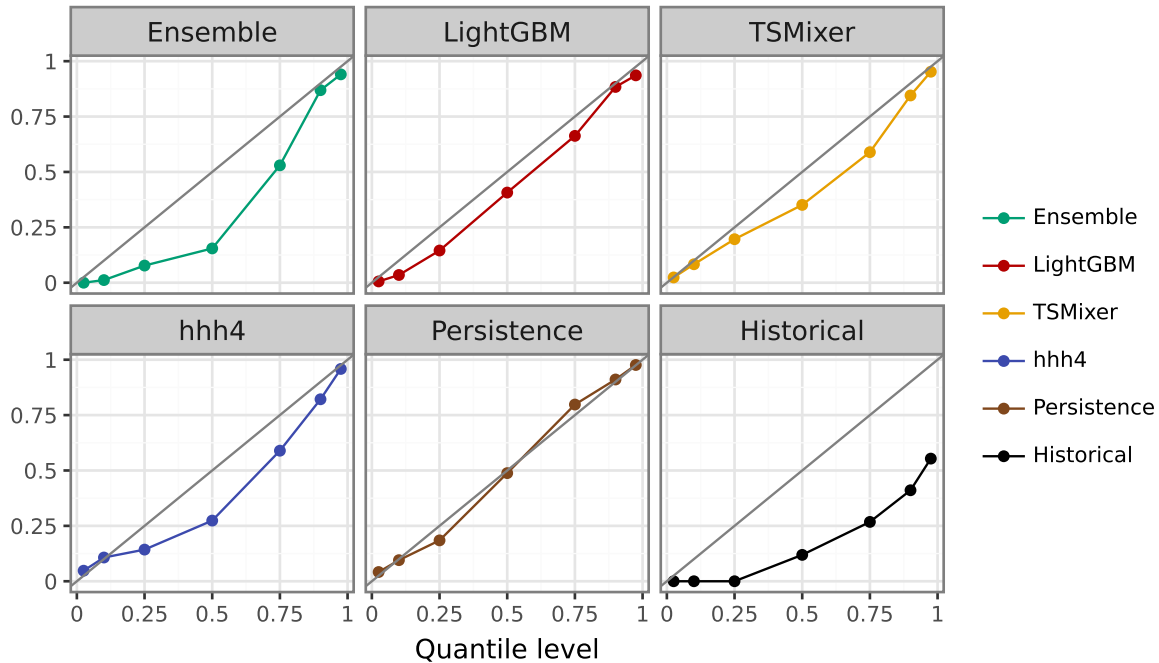 Ensemble LightGBM TSMixer
1
0.75
0.5
0.25
0
hhh4 Persistence Historical
1
0.75
0.5
0.25
0
0 0.25 0.5 0.75 1 0 0.25 0.5 0.75 1 0 0.25 0.5 0.75 1
Quantile level
Ensemble
LightGBM
TSMixer
hhh4
Persistence
Historical